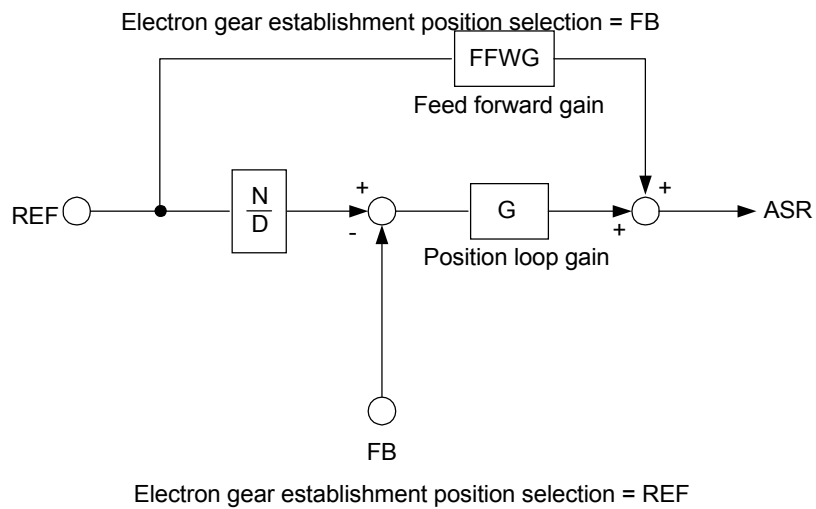 Electron gear establishment position selection = FB
FFWG
Feed forward gain
REF
N
D
+
-
G
Position loop gain
+
+
ASR
FB
Electron gear establishment position selection = REF